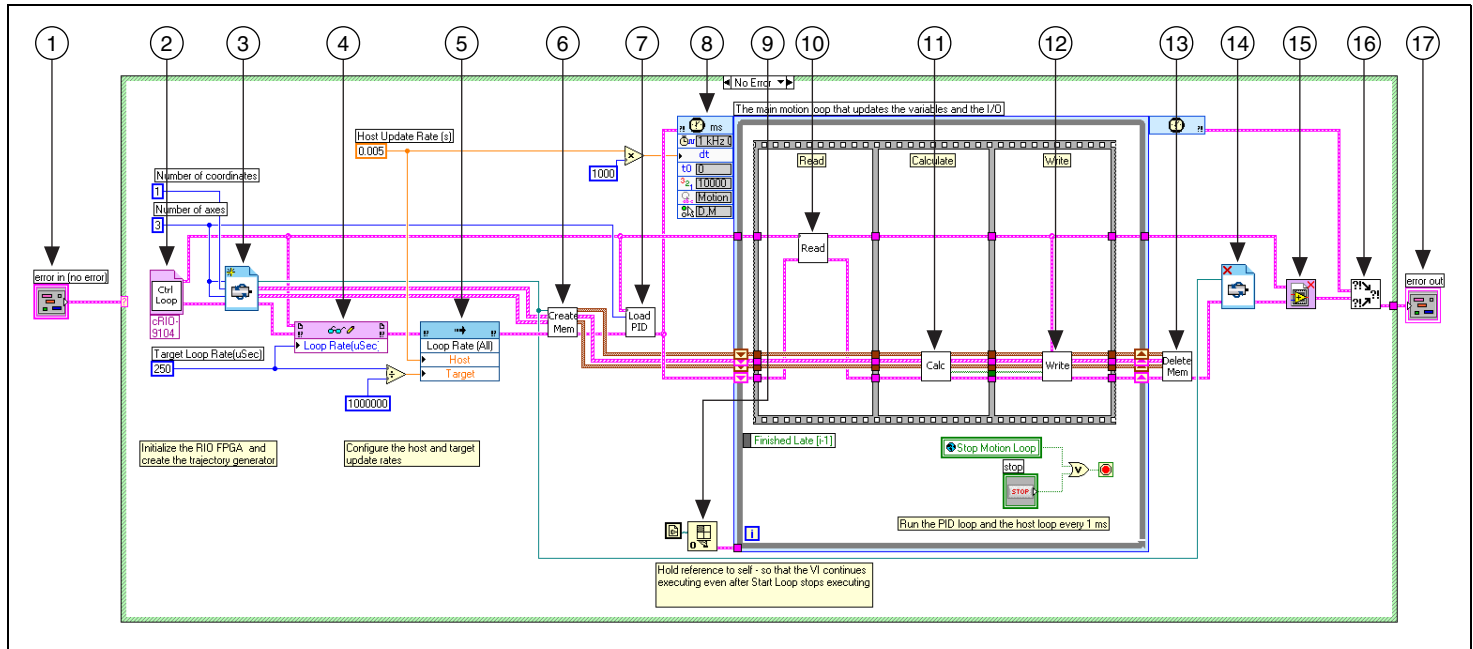 1
2
3
4
5
6
7
8
9
10
11
12
13
14
15
16
17
No Error
The main motion loop that updates the variables and the I/O
ms
1 kHz
dt
t0
0
10000
Motion
D,M
Host Update Rate (s)
0.005
1000
Number of coordinates
1
Number of axes
3
Read
Calculate
Write
error in (no error)
Ctrl
Loop
cRIO-
9104
Loop Rate(uSec)
Loop Rate (All)
Host
Target
Target Loop Rate(uSec)
250
1000000
Create
Mem
Load
PID
Read
Calc
Write
Delete
Mem
error out
Initialize the RIO FPGA and
create the trajectory generator
Configure the host and target
update rates
Finished Late [i-1]
Stop Motion Loop
stop
STOP
Run the PID loop and the host loop every 1 ms
i
Hold reference to self - so that the VI continues
executing even after Start Loop stops executing